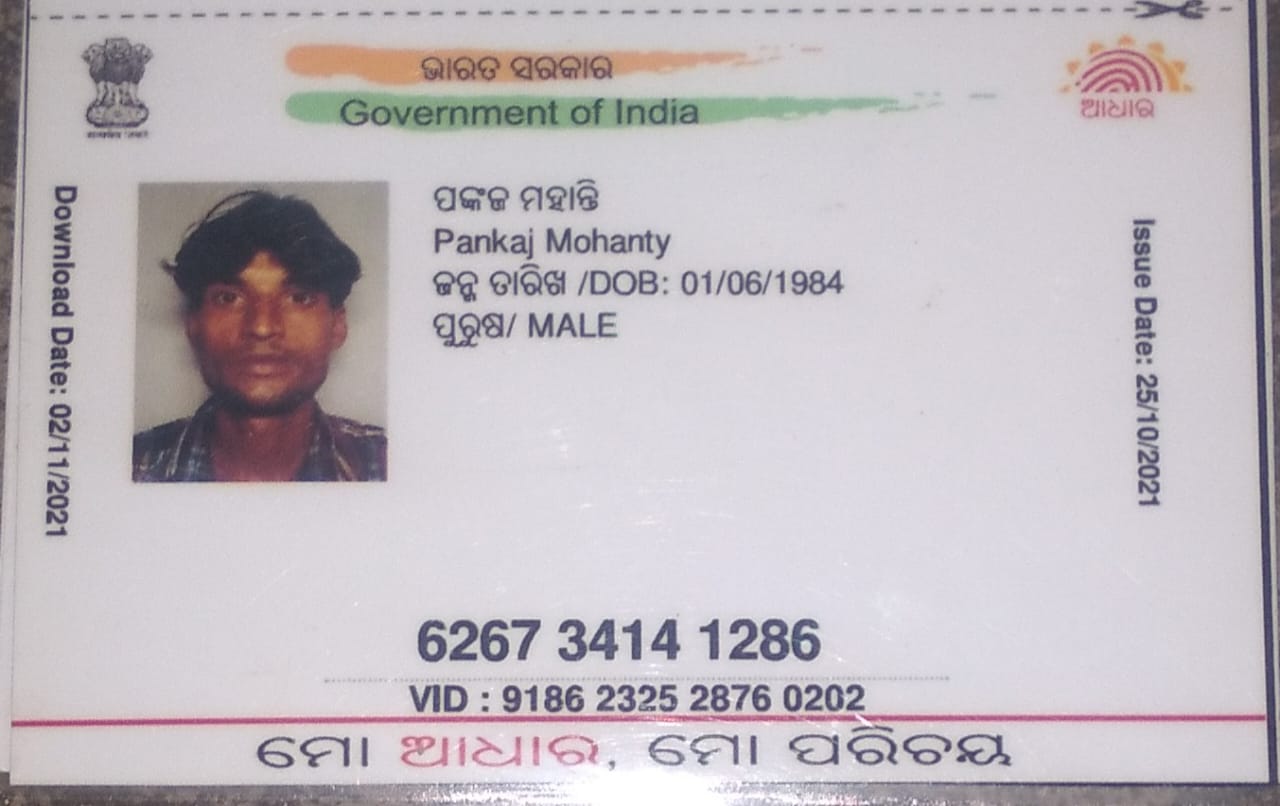 ଭାରତ ସରକାର
Government of India
ଆଧାର
Download Date: 02/11/2021
ପଙ୍କଜ ମହାନ୍ତି
Pankaj Mohanty
ଜନ୍ମ ତାରିଖ /DOB: 01/06/1984
ପୁରୁଷ/ MALE
Issue Date: 25/10/2021
6267 3414 1286
VID : 9186 2325 2876 0202
ମୋ ଆଧାର, ମୋ ପରିଚୟ